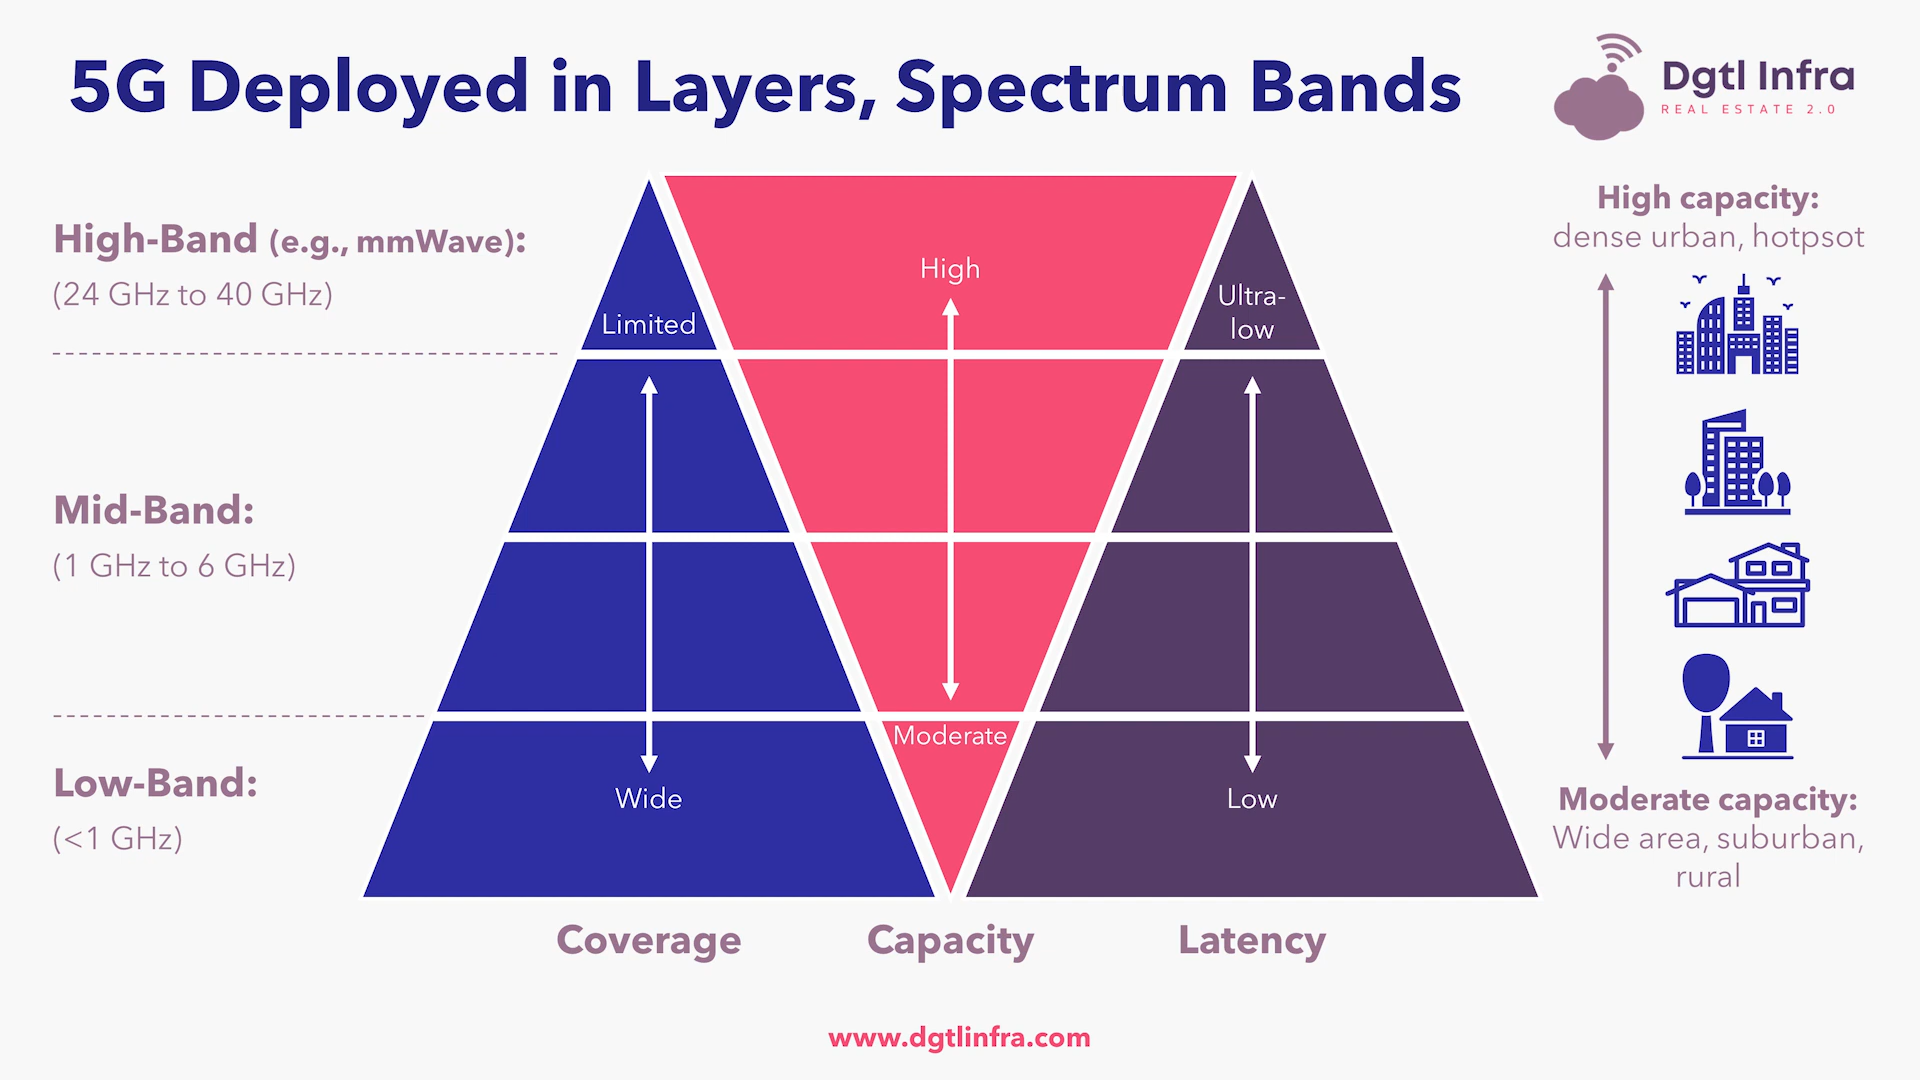 5G Deployed in Layers, Spectrum Bands
Dgtl Infra
REAL ESTATE 2.0
High-Band (e.g., mmWave):
(24 GHz to 40 GHz)
Mid-Band:
(1 GHz to 6 GHz)
Low-Band:
(<1 GHz)
Limited
Wide
High
Moderate
Ultra-
low
Low
Coverage
Capacity
Latency
High capacity:
dense urban, hotpsot
Moderate capacity:
Wide area, suburban,
rural
www.dgtlinfra.com